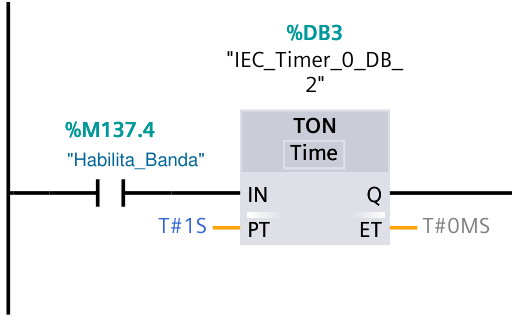 %DB3
"IEC_Timer_0_DB_
2"
%M137.4
"Habilita_Banda"
TON
Time
IN
Q
T#1S
PT
ET
T#0MS